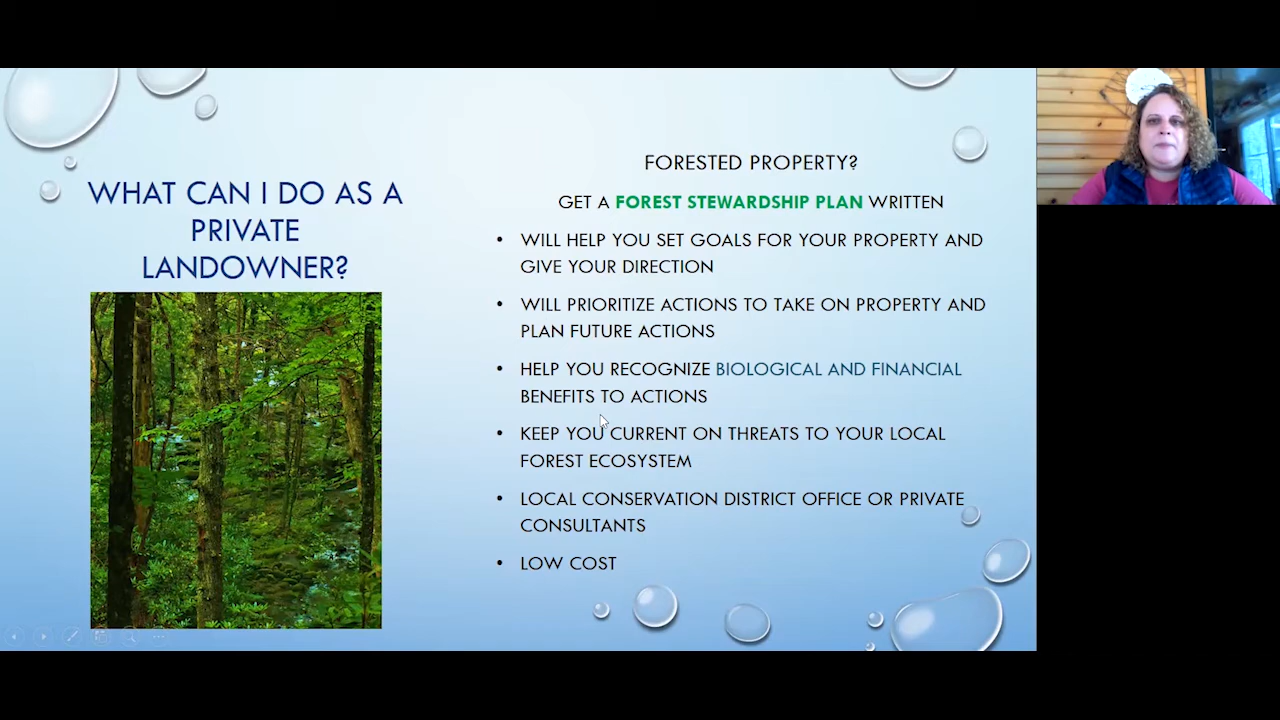 WHAT CAN I DO AS A
PRIVATE
LANDOWNER?
FORESTED PROPERTY?
GET A FOREST STEWARDSHIP PLAN WRITTEN
• WILL HELP YOU SET GOALS FOR YOUR PROPERTY AND
GIVE YOUR DIRECTION
• WILL PRIORITIZE ACTIONS TO TAKE ON PROPERTY AND
PLAN FUTURE ACTIONS
• HELP YOU RECOGNIZE BIOLOGICAL AND FINANCIAL
BENEFITS TO ACTIONS
• KEEP YOU CURRENT ON THREATS TO YOUR LOCAL
FOREST ECOSYSTEM
• LOCAL CONSERVATION DISTRICT OFFICE OR PRIVATE
CONSULTANTS
• LOW COST